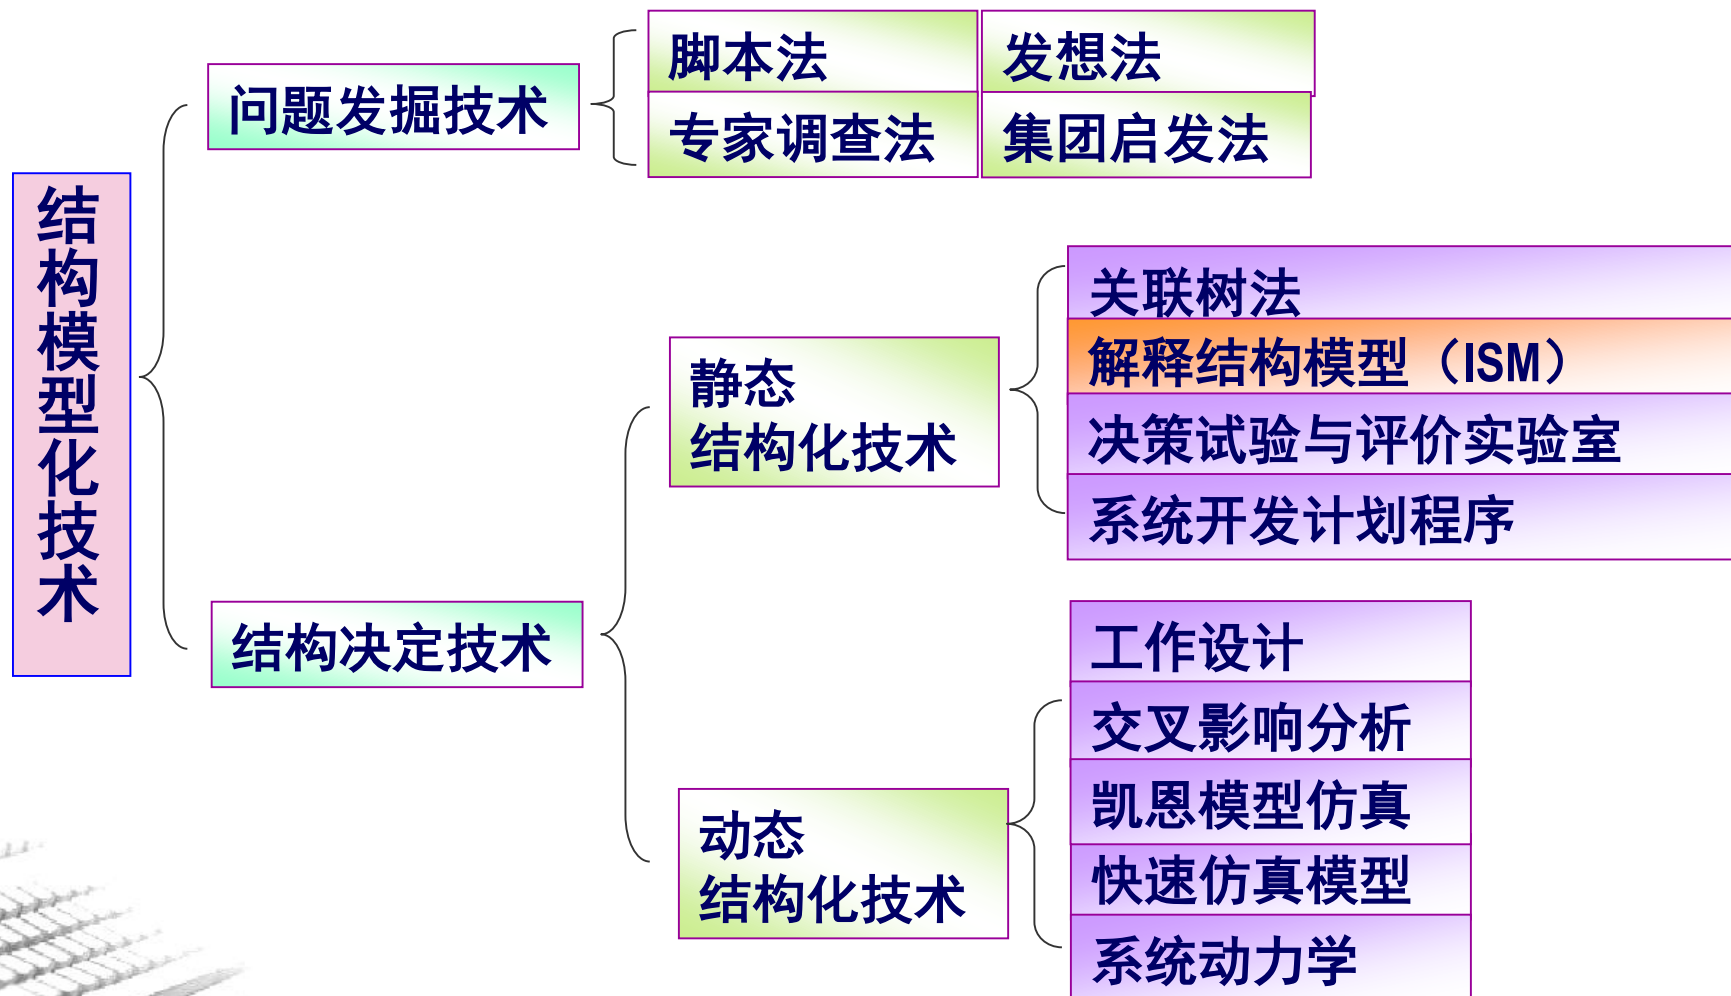 结构模型化技术
问题发掘技术
脚本法
发想法
专家调查法
集团启发法
结构决定技术
静态
结构化技术
关联树法
解释结构模型（ISM）
决策试验与评价实验室
系统开发计划程序
动态
结构化技术
工作设计
交叉影响分析
凯恩模型仿真
快速仿真模型
系统动力学